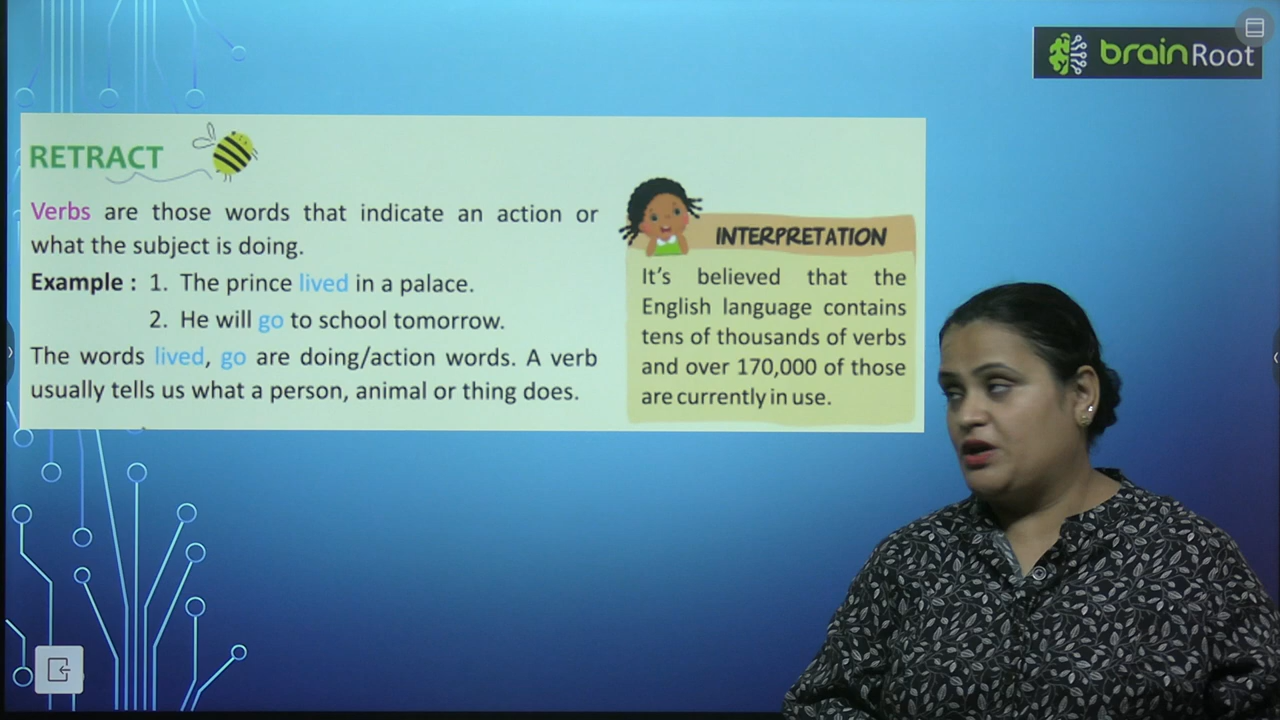 brainRoot
RETRACT
Verbs are those words that indicate an action or
what the subject is doing.
Example : 1. The prince lived in a palace.
2. He will go to school tomorrow.
The words lived, go are doing/action words. A verb
usually tells us what a person, animal or thing does.
INTERPRETATION
It's believed that the
English language contains
tens of thousands of verbs
and over 170,000 of those
are currently in use.